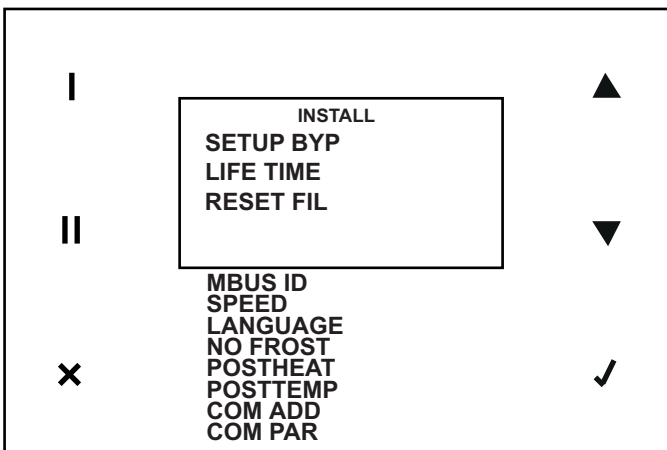 I
INSTALL
SETUP BYP
LIFE TIME
RESET FIL
II
MBUS ID
SPEED
LANGUAGE
NO FROST
POSTHEAT
POSTTEMP
COM ADD
COM PAR